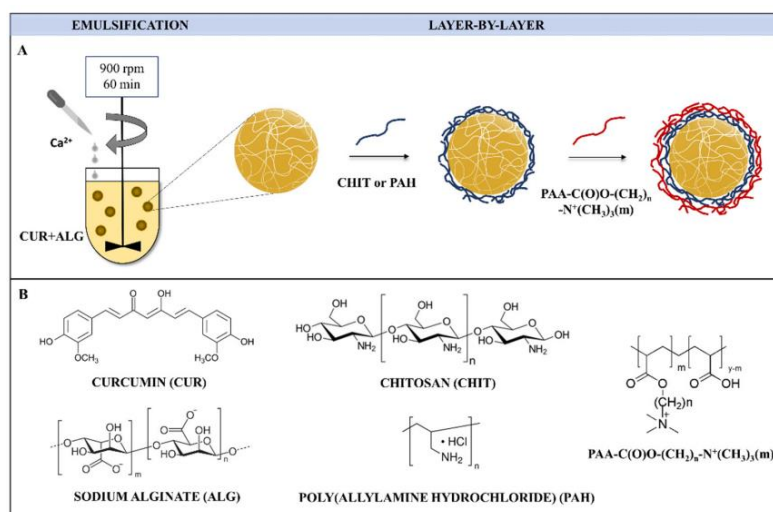 EMULSIFICATION
LAYER-BY-LAYER
A
900 rpm
60 min
Ca²⁺
CUR+ALG
CHIT or PAH
PAA-C(O)O-(CH₂)ₙ
-N⁺(CH₃)₃(m)
B
O OH
HO OH
OCH₃ OCH₃
CURCUMIN (CUR)
OH OH OH
HO O O O OH
HO NH₂ HO NH₂ HO NH₂
n
CHITOSAN (CHIT)
m y-m
O O O OH
(CH₂)n
N⁺
PAA-C(O)O-(CH₂)ₙ-N⁺(CH₃)₃(m)
O O⁻ OH
OH HO O O
HO O O O⁻ m n
SODIUM ALGINATE (ALG)
• HCl
NH₂ n
POLY(ALLYLAMINE HYDROCHLORIDE) (PAH)